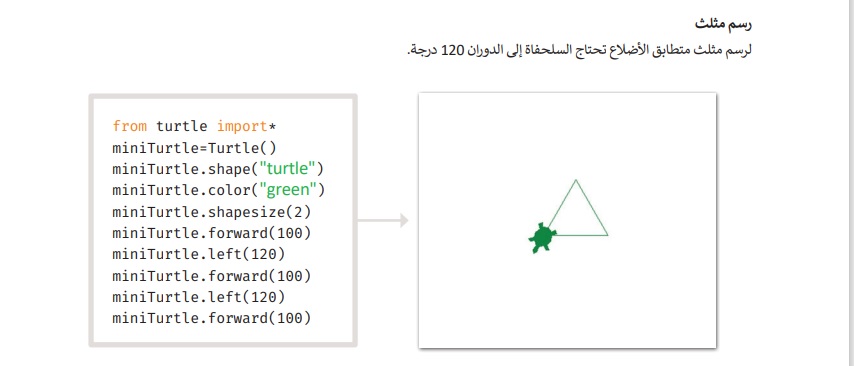 رسم مثلث
لرسم مثلث متطابق الأضلاع تحتاج السلحفاة إلى الدوران 120 درجة.
from turtle import*
miniTurtle=Turtle()
miniTurtle.shape("turtle")
miniTurtle.color("green")
miniTurtle.shapesize(2)
miniTurtle.forward(100)
miniTurtle.left(120)
miniTurtle.forward(100)
miniTurtle.left(120)
miniTurtle.forward(100)